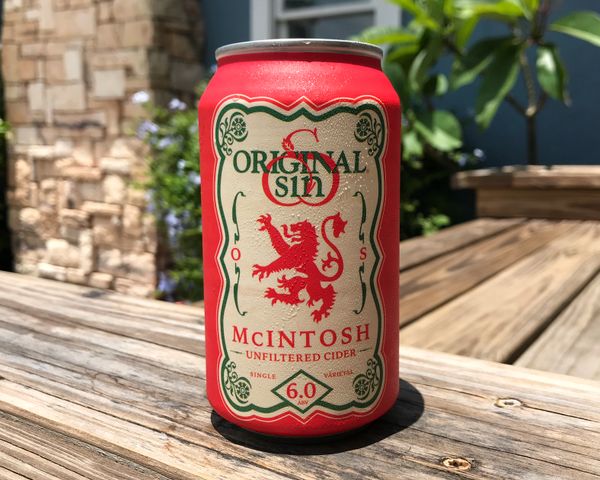 ORIGINAL
SIN
O S
McINTOSH
UNFILTERED CIDER
SINGLE VARIETAL
6.0
ABV